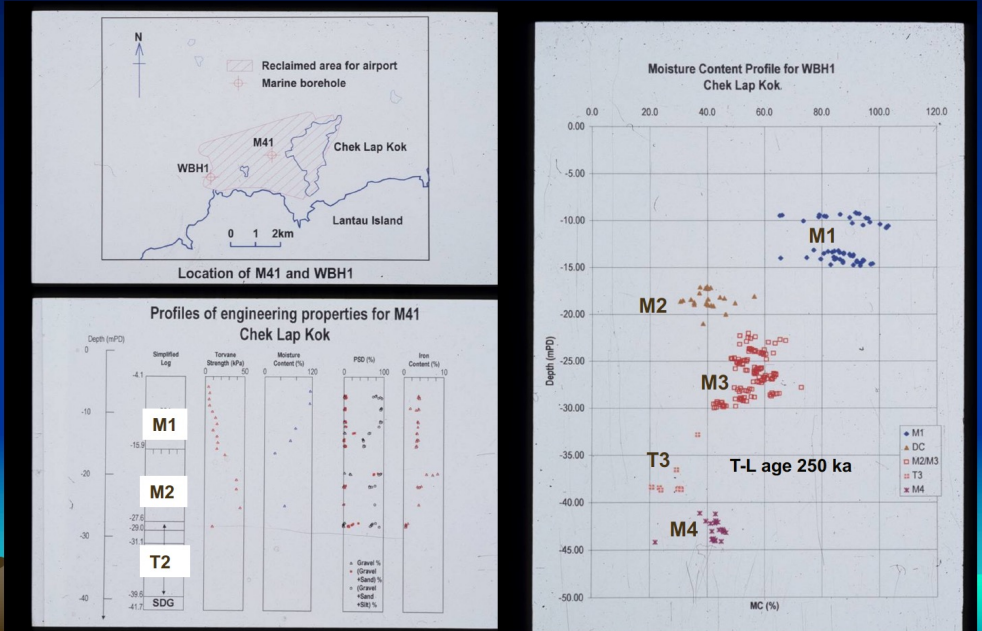 N
Reclaimed area for airport
Marine borehole
M41
Chek Lap Kok
WBH1
Lantau Island
0 1 2km
Location of M41 and WBH1
Profiles of engineering properties for M41
Chek Lap Kok
Depth (mPD)
Simplified Log
Torvane Strength (kPa)
Moisture Content (%)
PSD (%)
Iron Content (%)
0 50 0 120 0 100 0 10
0
-4.1
-10
M1
-15.9
-20
M2
-27.6
-29.0
-30
-31.1
T2
-39.6
-40
SDG
-41.7
Gravel %
(Gravel +Sand) %
(Gravel +Sand +Silt) %
Moisture Content Profile for WBH1
Chek Lap Kok
0.0 20.0 40.0 60.0 80.0 100.0 120.0
0.00
-5.00
-10.00
M1
-15.00
M2
-20.00
Depth (mPD)
-25.00
M3
-30.00
-35.00
T3
T-L age 250 ka
-40.00
M4
-45.00
-50.00
MC (%)
M1
DC
M2/M3
T3
M4